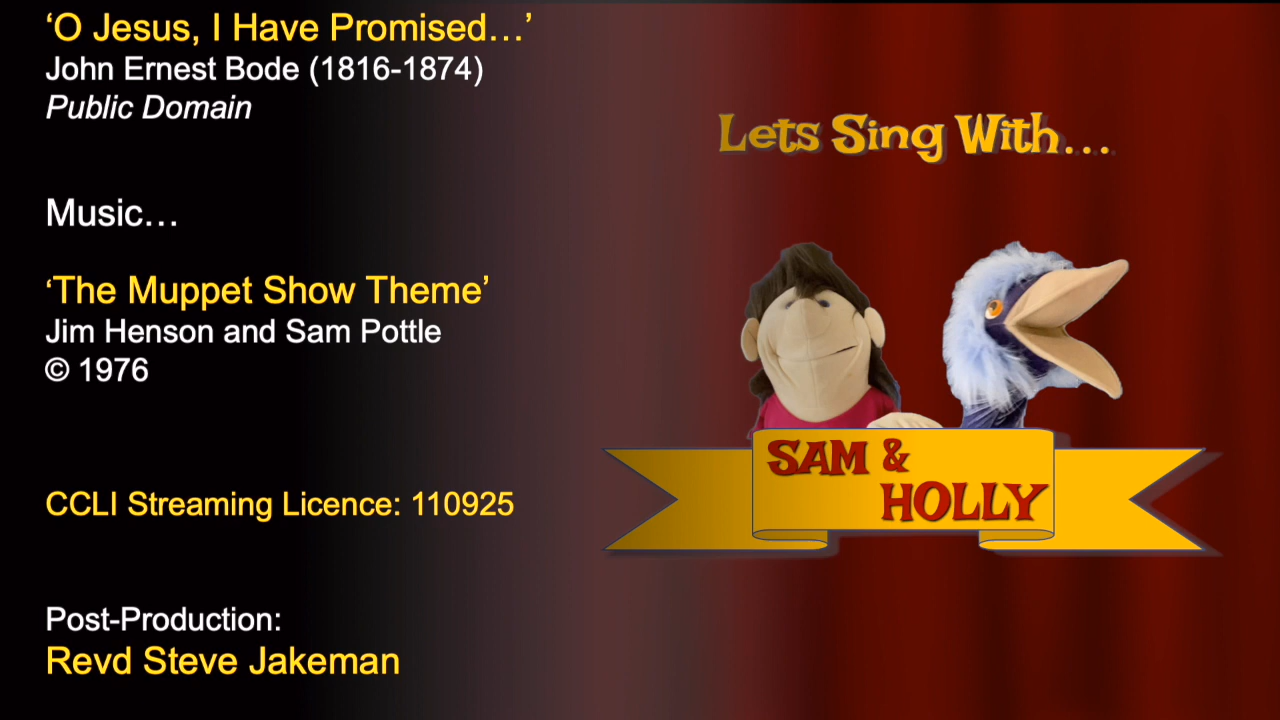 ‘O Jesus, I Have Promised…’
John Ernest Bode (1816-1874)
Public Domain
Music…
‘The Muppet Show Theme’
Jim Henson and Sam Pottle
© 1976
CCLI Streaming Licence: 110925
Post-Production:
Revd Steve Jakeman
Lets Sing With…
SAM &
HOLLY